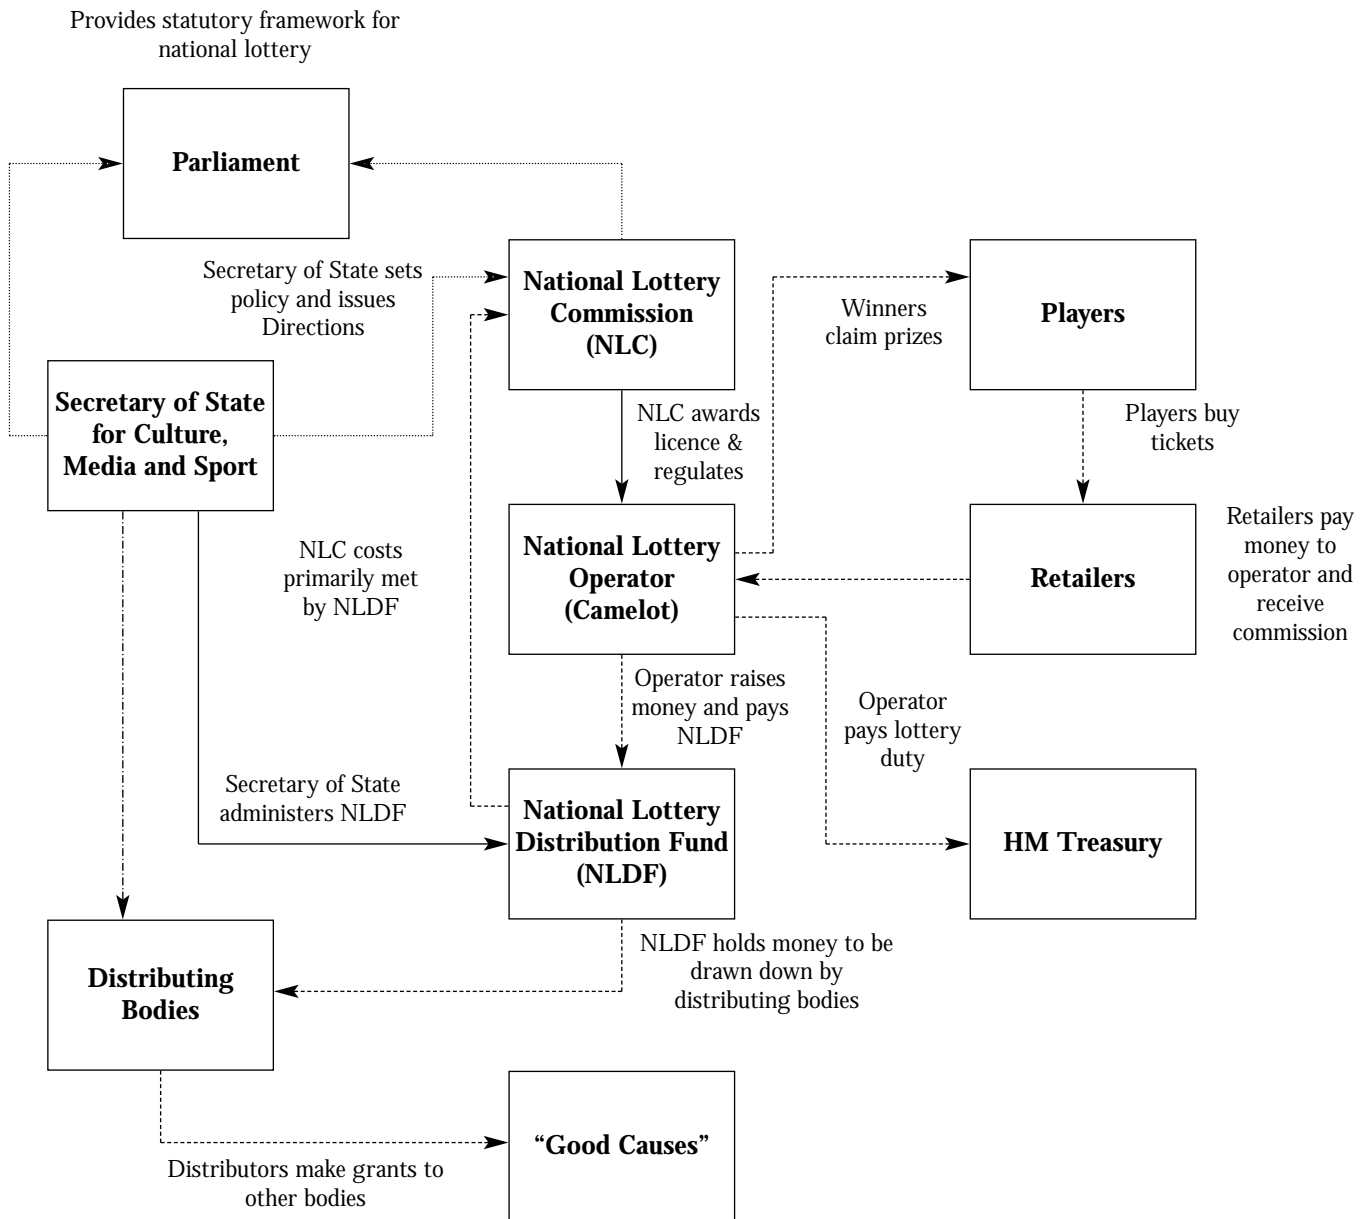 Provides statutory framework for
national lottery
Parliament
Secretary of State sets
policy and issues
Directions
National Lottery
Commission
(NLC)
Winners
claim prizes
Players
Secretary of State
for Culture,
Media and Sport
NLC awards
licence &
regulates
Players buy
tickets
NLC costs
primarily met
by NLDF
National Lottery
Operator
(Camelot)
Retailers
Retailers pay
money to
operator and
receive
commission
Operator raises
money and pays
NLDF
Operator
pays lottery
duty
Secretary of State
administers NLDF
National Lottery
Distribution Fund
(NLDF)
HM Treasury
Distributing
Bodies
NLDF holds money to be
drawn down by
distributing bodies
“Good Causes”
Distributors make grants to
other bodies